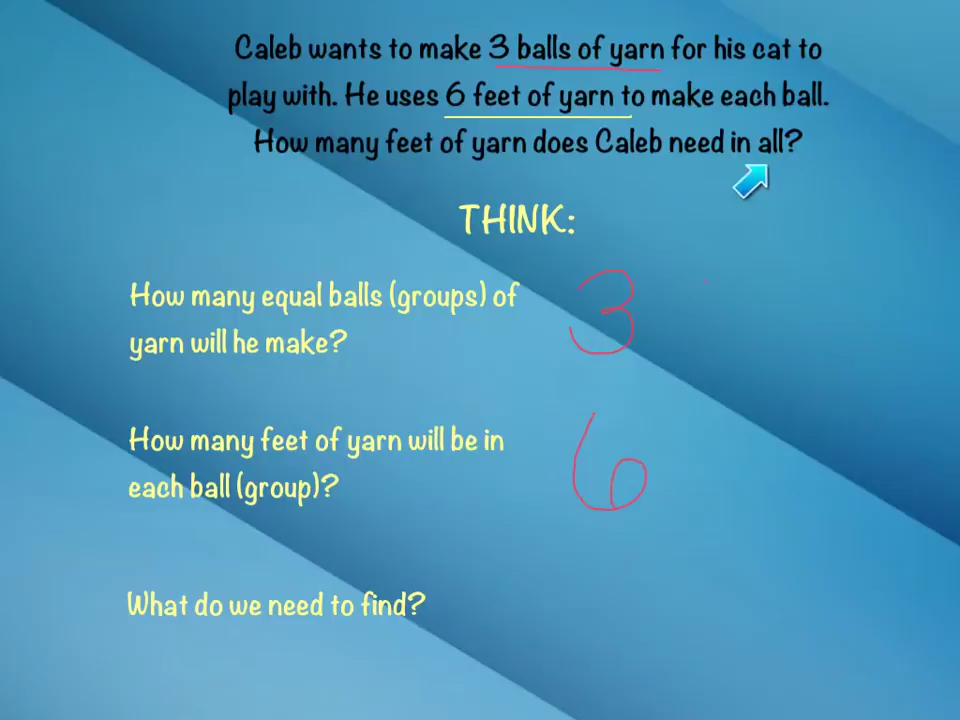 Caleb wants to make 3 balls of yarn for his cat to
play with. He uses 6 feet of yarn to make each ball.
How many feet of yarn does Caleb need in all?
THINK:
How many equal balls (groups) of
yarn will he make?
3
How many feet of yarn will be in
each ball (group)?
6
What do we need to find?